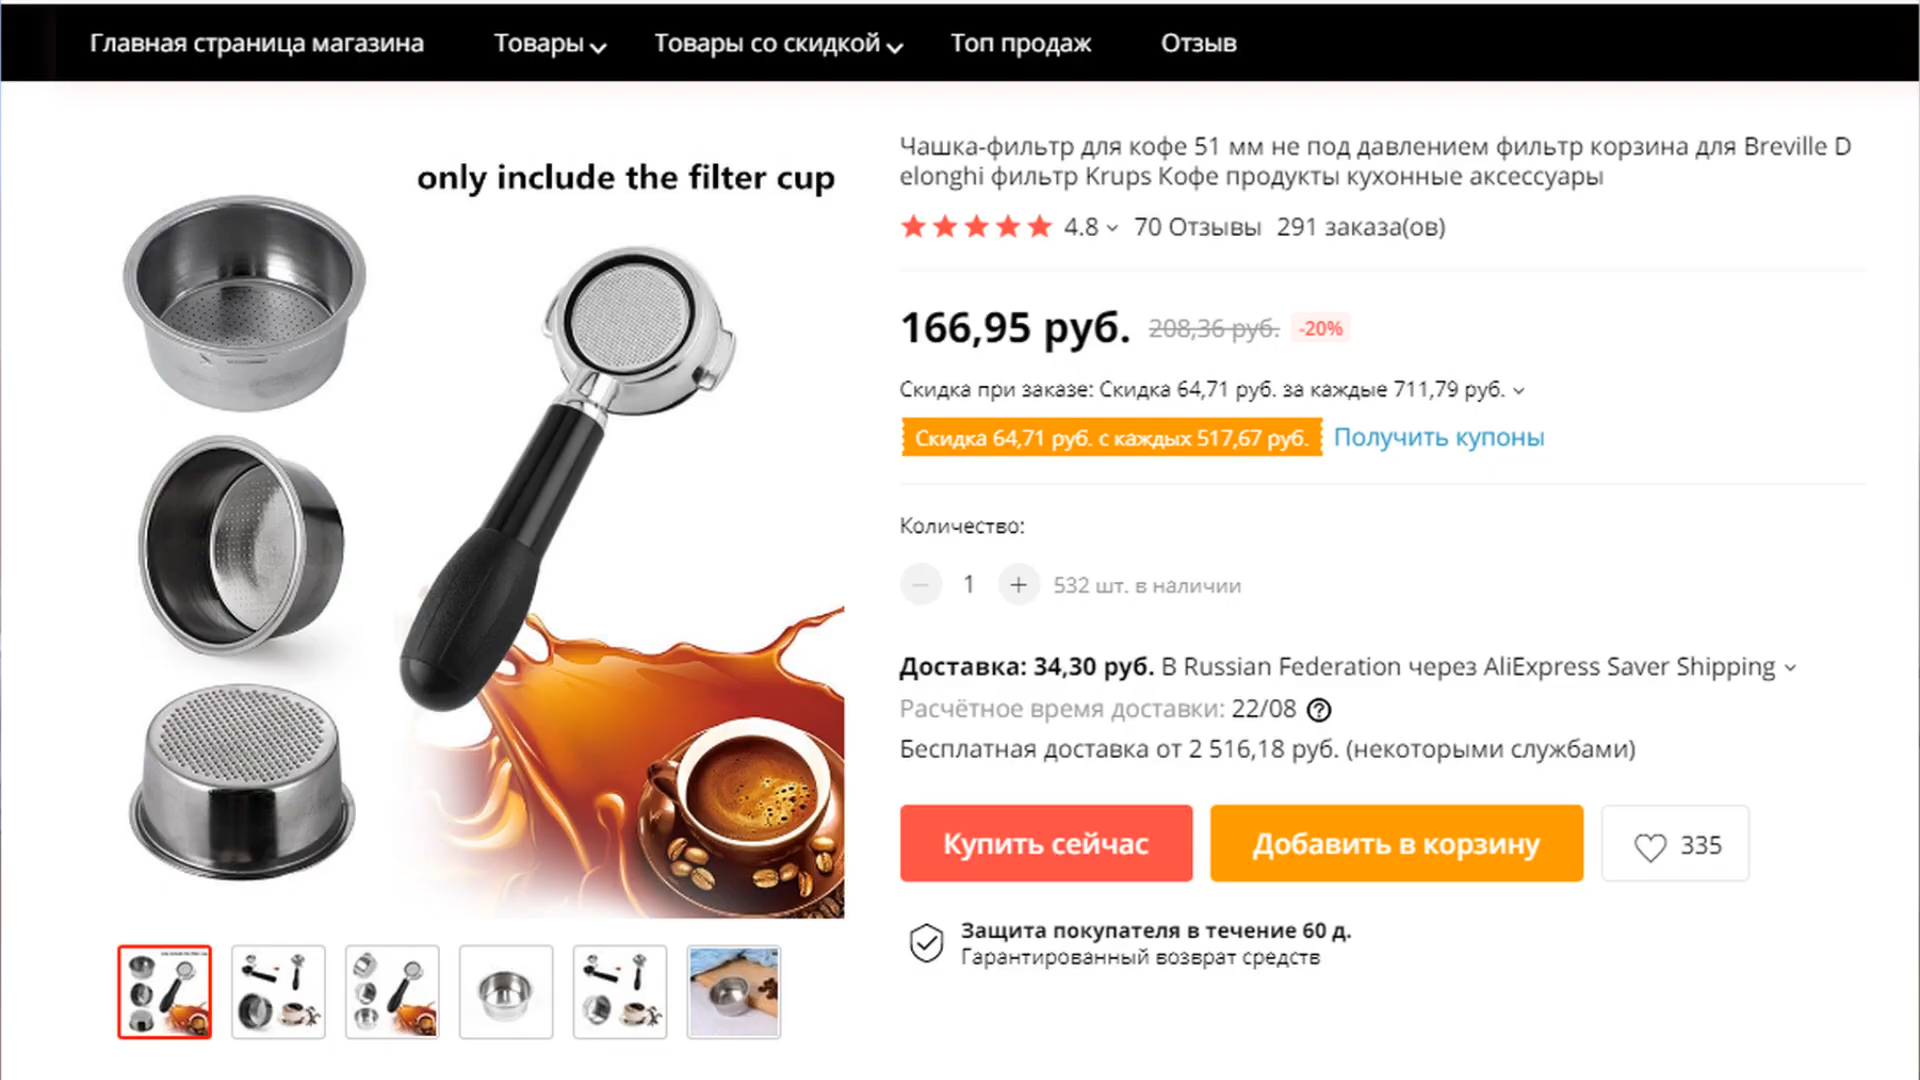 Главная страница магазина Товары Товары со скидкой Топ продаж Отзыв
only include the filter cup
Чашка-фильтр для кофе 51 мм не под давлением фильтр корзина для Breville D
elonghi фильтр Krups Кофе продукты кухонные аксессуары
4.8 70 Отзывы 291 заказа(ов)
166,95 руб. 208,36 руб. -20%
Скидка при заказе: Скидка 64,71 руб. за каждые 711,79 руб.
Скидка 64,71 руб. с каждых 517,67 руб. Получить купоны
Количество:
− 1 + 532 шт. в наличии
Доставка: 34,30 руб. В Russian Federation через AliExpress Saver Shipping
Расчётное время доставки: 22/08 ?
Бесплатная доставка от 2 516,18 руб. (некоторыми службами)
Купить сейчас Добавить в корзину 335
Защита покупателя в течение 60 д.
Гарантированный возврат средств